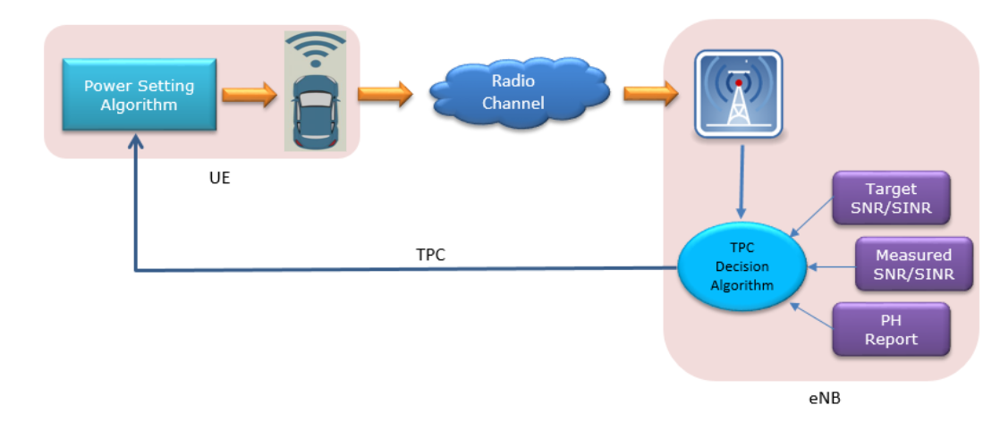 Power Setting
Algorithm
Radio
Channel
UE
Target
SNR/SINR
TPC
TPC
Decision
Algorithm
Measured
SNR/SINR
PH
Report
eNB